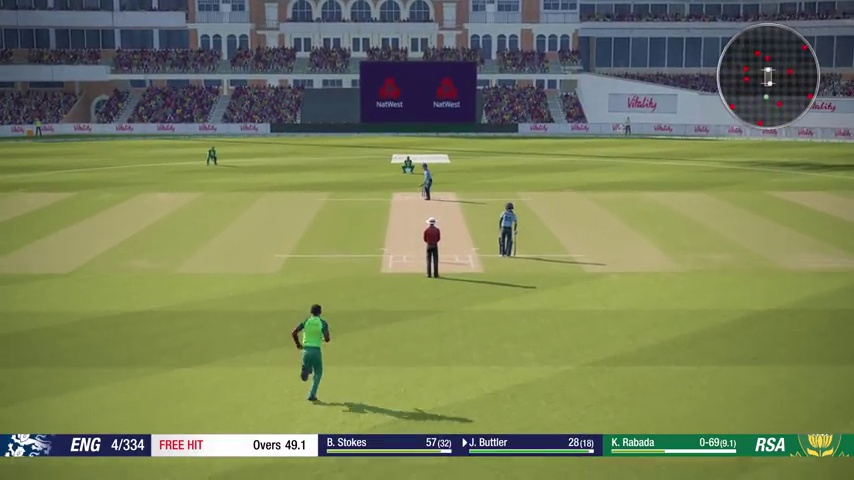 NatWest NatWest
Vitality
ENG 4/334 FREE HIT Overs 49.1 B. Stokes 57(32) J. Buttler 28(18) K. Rabada 0-69(9.1) RSA